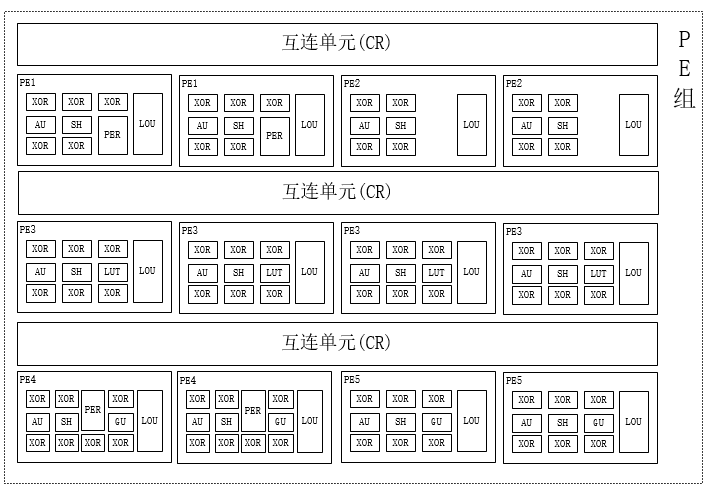 互连单元(CR)
PE组
PE1
XOR XOR XOR
AU SH PER LOU
XOR XOR
PE1
XOR XOR XOR
AU SH PER LOU
XOR XOR
PE2
XOR XOR
AU SH LOU
XOR XOR
PE2
XOR XOR
AU SH LOU
XOR XOR
互连单元(CR)
PE3
XOR XOR XOR
AU SH LUT LOU
XOR XOR XOR
PE3
XOR XOR XOR
AU SH LUT LOU
XOR XOR XOR
PE3
XOR XOR XOR
AU SH LUT LOU
XOR XOR XOR
PE3
XOR XOR XOR
AU SH LUT LOU
XOR XOR XOR
互连单元(CR)
PE4
XOR XOR PER XOR
AU SH GU LOU
XOR XOR XOR XOR
PE4
XOR XOR PER XOR
AU SH GU LOU
XOR XOR XOR XOR
PE5
XOR XOR XOR
AU SH GU LOU
XOR XOR XOR
PE5
XOR XOR XOR
AU SH GU LOU
XOR XOR XOR